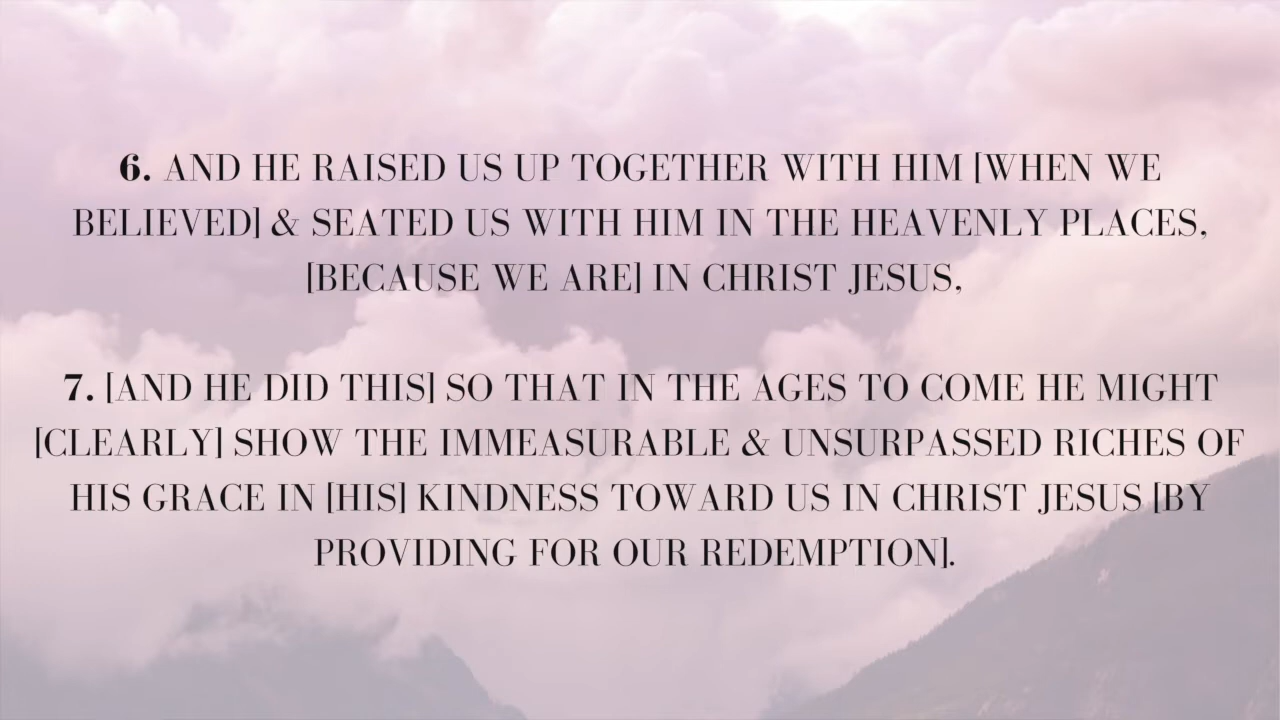 6. AND HE RAISED US UP TOGETHER WITH HIM [WHEN WE
BELIEVED] & SEATED US WITH HIM IN THE HEAVENLY PLACES,
[BECAUSE WE ARE] IN CHRIST JESUS,
7. [AND HE DID THIS] SO THAT IN THE AGES TO COME HE MIGHT
[CLEARLY] SHOW THE IMMEASURABLE & UNSURPASSED RICHES OF
HIS GRACE IN [HIS] KINDNESS TOWARD US IN CHRIST JESUS [BY
PROVIDING FOR OUR REDEMPTION].